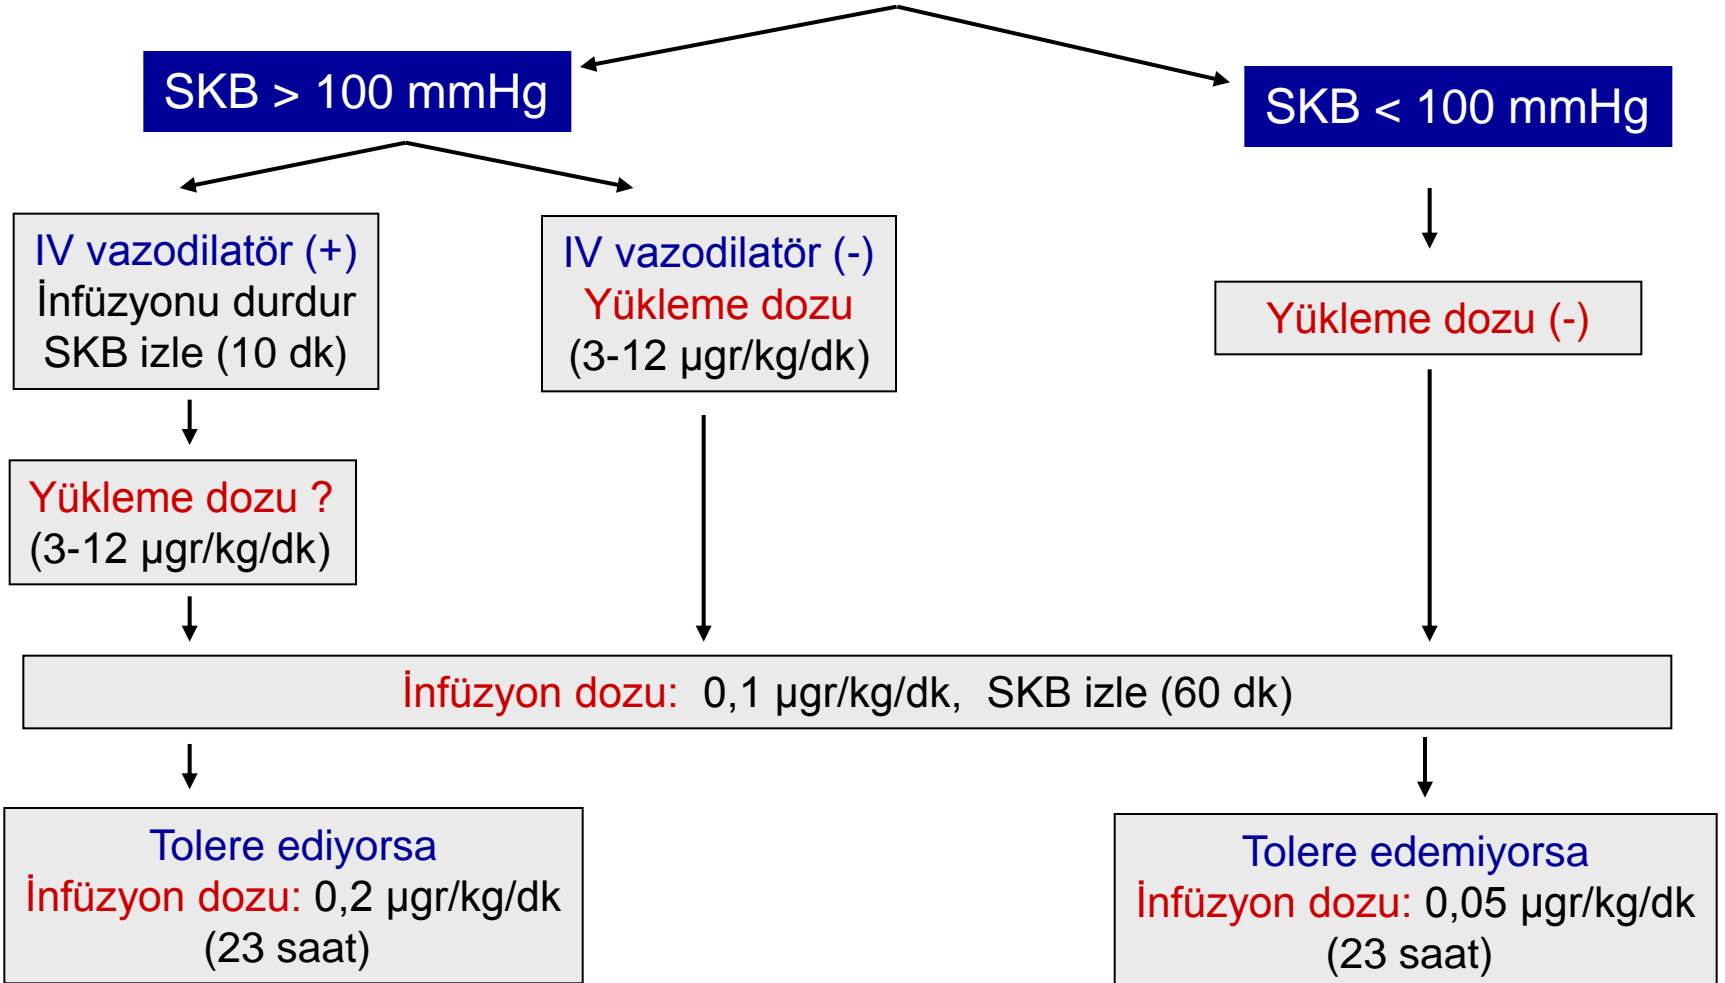 SKB > 100 mmHg
SKB < 100 mmHg
IV vazodilatör (+)
İnfüzyonu durdur
SKB izle (10 dk)
IV vazodilatör (-)
Yükleme dozu
(3-12 µgr/kg/dk)
Yükleme dozu (-)
Yükleme dozu ?
(3-12 µgr/kg/dk)
İnfüzyon dozu: 0,1 µgr/kg/dk, SKB izle (60 dk)
Tolere ediyorsa
İnfüzyon dozu: 0,2 µgr/kg/dk
(23 saat)
Tolere edemiyorsa
İnfüzyon dozu: 0,05 µgr/kg/dk
(23 saat)